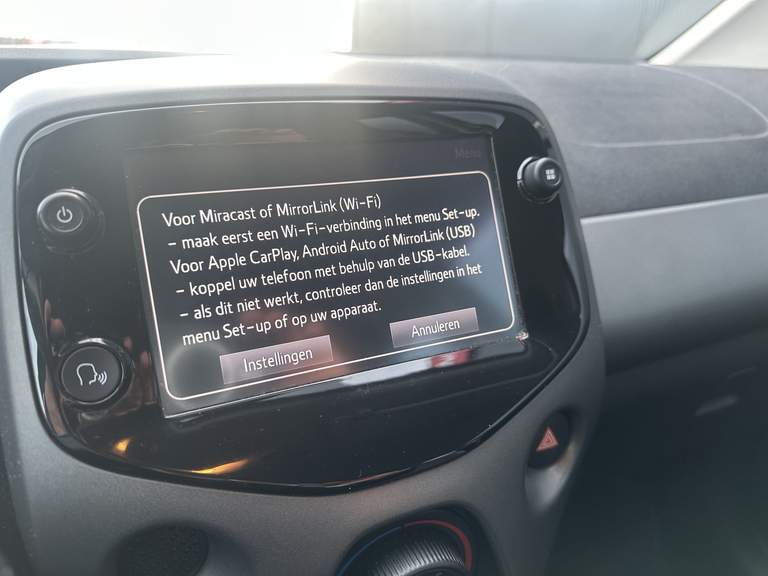 Menu
Voor Miracast of MirrorLink (Wi-Fi)
- maak eerst een Wi-Fi-verbinding in het menu Set-up.
Voor Apple CarPlay, Android Auto of MirrorLink (USB)
- koppel uw telefoon met behulp van de USB-kabel.
- als dit niet werkt, controleer dan de instellingen in het
menu Set-up of op uw apparaat.
Instellingen
Annuleren